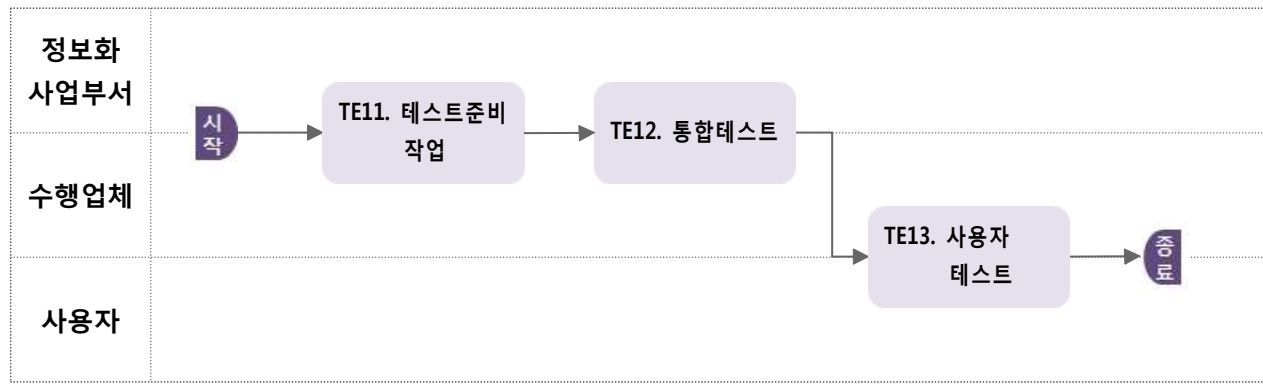 정보화
사업부서
시
작
TE11. 테스트준비
작업
TE12. 통합테스트
수행업체
TE13. 사용자
테스트
종
료
사용자